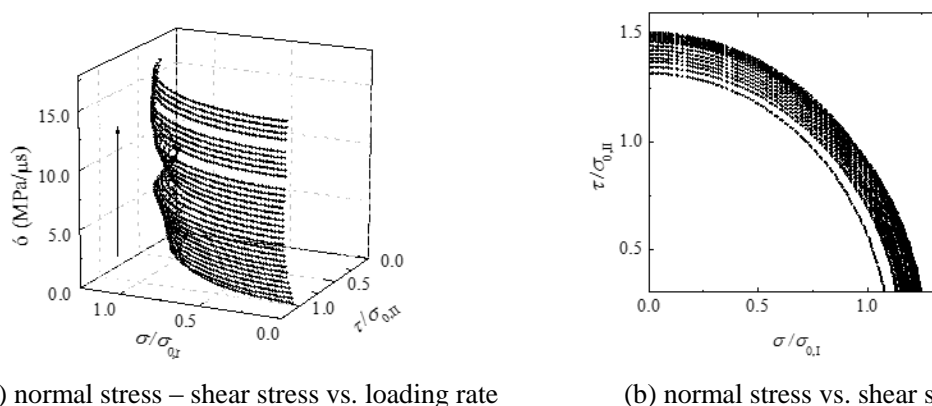 15.0
10.0
5.0
0.0
σ̇ (MPa/μs)
1.0
0.5
0.0
σ/σ0,I
0.0
0.5
1.0
τ/σ0,II
1.5
1.0
0.5
τ/σ0,II
0.0
0.5
1.0
σ/σ0,I
) normal stress – shear stress vs. loading rate
(b) normal stress vs. shear s